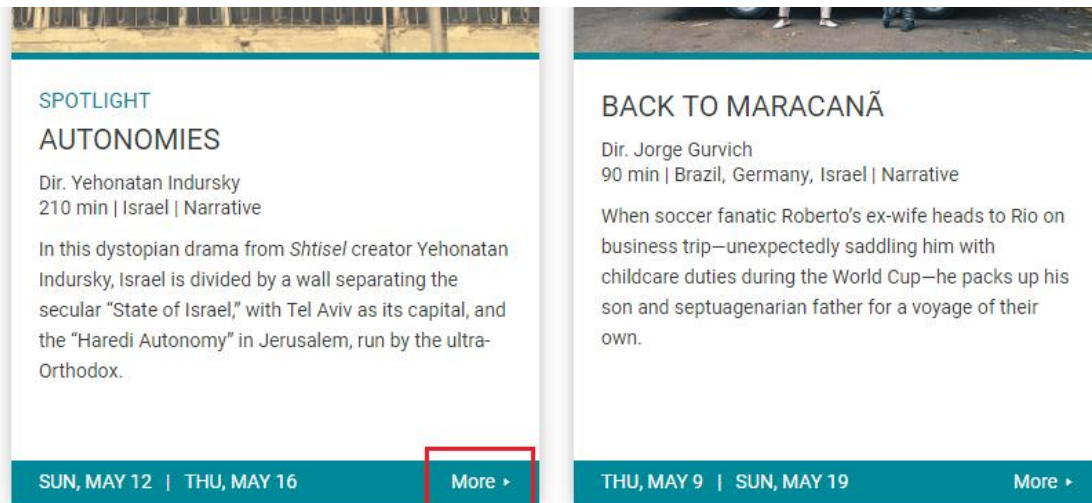 SPOTLIGHT
AUTONOMIES
Dir. Yehonatan Indursky
210 min | Israel | Narrative
In this dystopian drama from Shtisel creator Yehonatan
Indursky, Israel is divided by a wall separating the
secular “State of Israel,” with Tel Aviv as its capital, and
the “Haredi Autonomy” in Jerusalem, run by the ultra-
Orthodox.
SUN, MAY 12 | THU, MAY 16 More ▸
BACK TO MARACANÃ
Dir. Jorge Gurvich
90 min | Brazil, Germany, Israel | Narrative
When soccer fanatic Roberto’s ex-wife heads to Rio on
business trip—unexpectedly saddling him with
childcare duties during the World Cup—he packs up his
son and septuagenarian father for a voyage of their
own.
THU, MAY 9 | SUN, MAY 19 More ▸